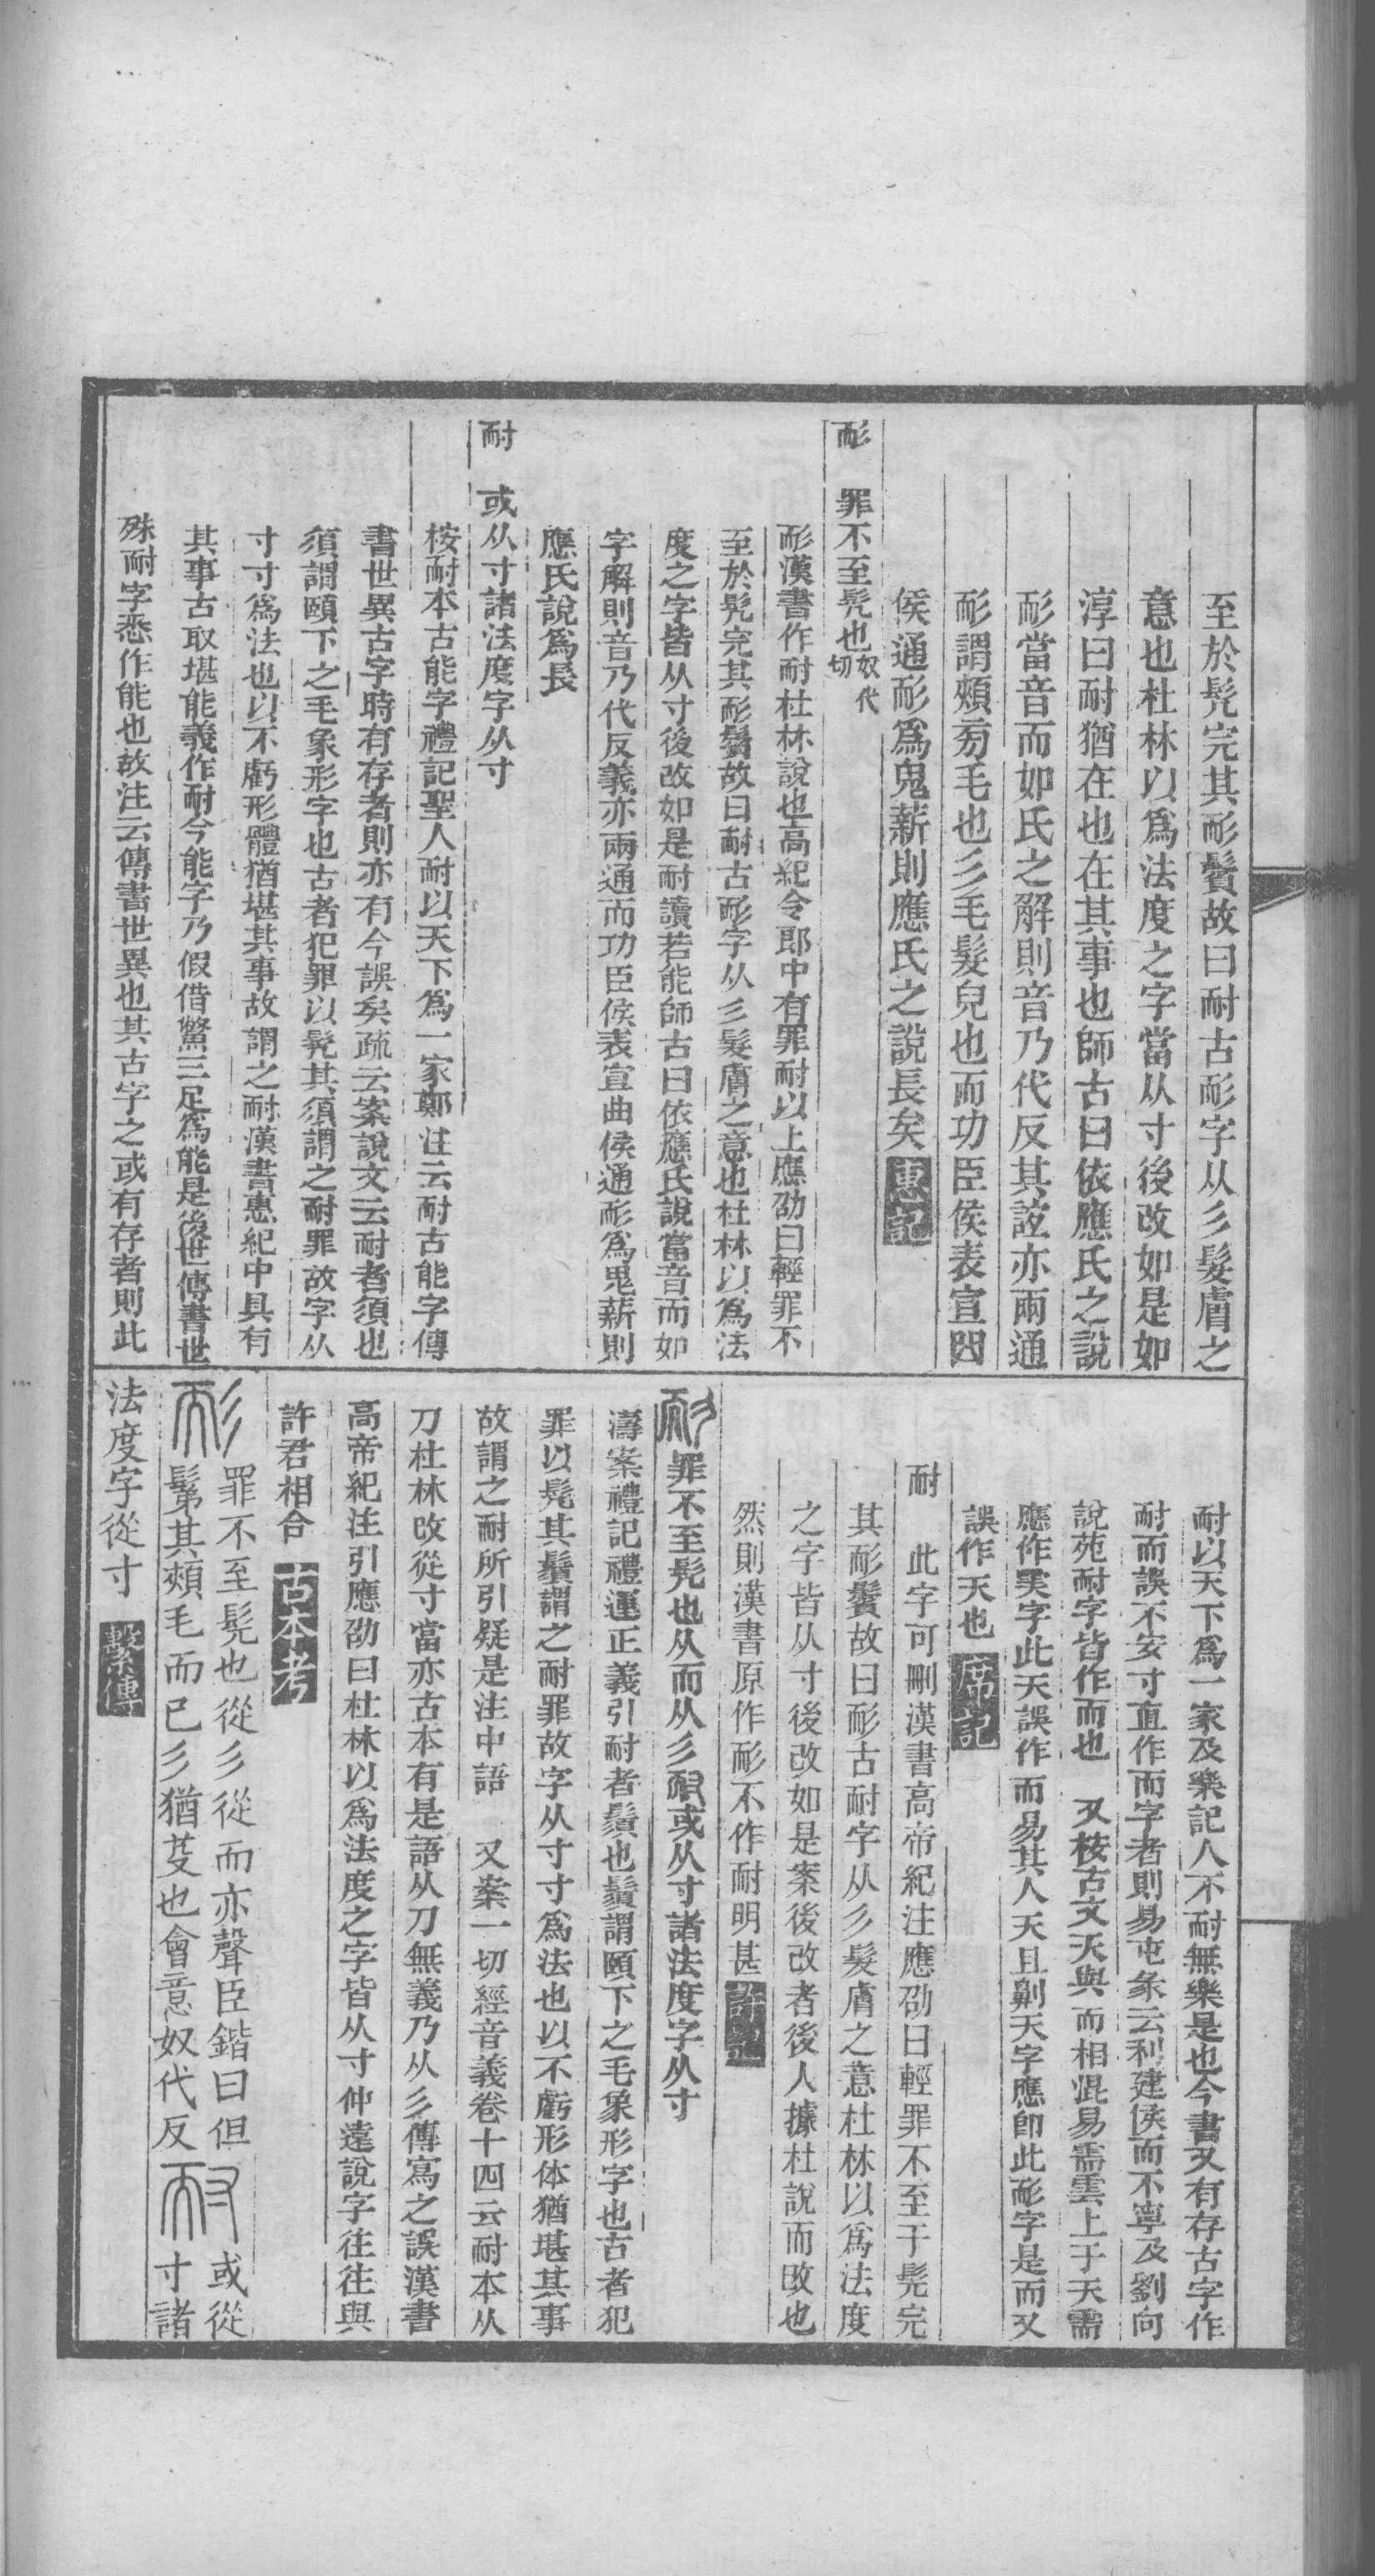 至於髡完其耏鬢故曰耐古耏字从彡髮膚之
意也杜林以爲法度之字當从寸後改如是如
淳曰耐猶在也在其事也師古曰依應氏之說
耏當音而如氏之解則音乃代反其誼亦兩通
耏謂頰㫄毛也彡毛髮皃也而功臣侯表宣曲
侯通耏爲鬼薪則應氏之說長矣惠記
耏 罪不至髡也奴代切
耏漢書作耐杜林說也高紀令郎中有罪耐以上應劭曰輕罪不
至於髡完其耏鬢故曰耐古耏字从彡髮膚之意也杜林以爲法
度之字皆从寸後改如是耐讀若能師古曰依應氏說當音而如
字解則音乃代反義亦兩通而功臣侯表宣曲侯通耏爲鬼薪則
應氏說爲長
耐 或从寸諸法度字从寸
桉耐本古能字禮記聖人耐以天下爲一家鄭注云耐古能字傳
書世異古字時有存者則亦有今誤矣疏云案說文云耐者須也
須謂頤下之毛象形字也古者犯罪以髡其須謂之耐罪故字从
寸寸爲法也以不虧形體猶堪其事故謂之耐漢書惠紀中具有
其事古取堪能義作耐今能字乃假借鱉三足爲能是後世傳書世
殊耐字悉作能也故注云傳書世異也其古字之或有存者則此
耐以天下爲一家及樂記人不耐無樂是也今書又有存古字作
耐而誤不安寸直作而字者則易屯彖云利建侯而不寧及劉向
說苑耐字皆作而也 又桉古文天與而相混易需雲上于天需
應作䨲字此天誤作而易其人天且劓天字應卽此耏字是而又
誤作天也席記
耐 此字可刪漢書高帝紀注應劭曰輕罪不至于髡完
其耏鬢故曰耏古耐字从彡髮膚之意杜林以爲法度
之字皆从寸後改如是案後改者後人據杜說而改也
然則漢書原作耏不作耐明甚
耏罪不至髡也从而从彡耐或从寸諸法度字从寸
濤案禮記禮運正義引耐者鬚也鬚謂頤下之毛象形字也古者犯
罪以髡其鬚謂之耐罪故字从寸寸爲法也以不虧形体猶堪其事
故謂之耐所引疑是注中語 又案一切經音義卷十四云耐本从
刀杜林改從寸當亦古本有是語从刀無義乃从彡傳寫之誤漢書
高帝紀注引應劭曰杜林以爲法度之字皆从寸仲遠說字往往與
許君相合 古本考
耏罪不至髡也從彡從而亦聲臣鍇曰但
鬀其頰毛而已彡猶芟也會意奴代反耐或從
寸諸
法度字從寸 繫傳